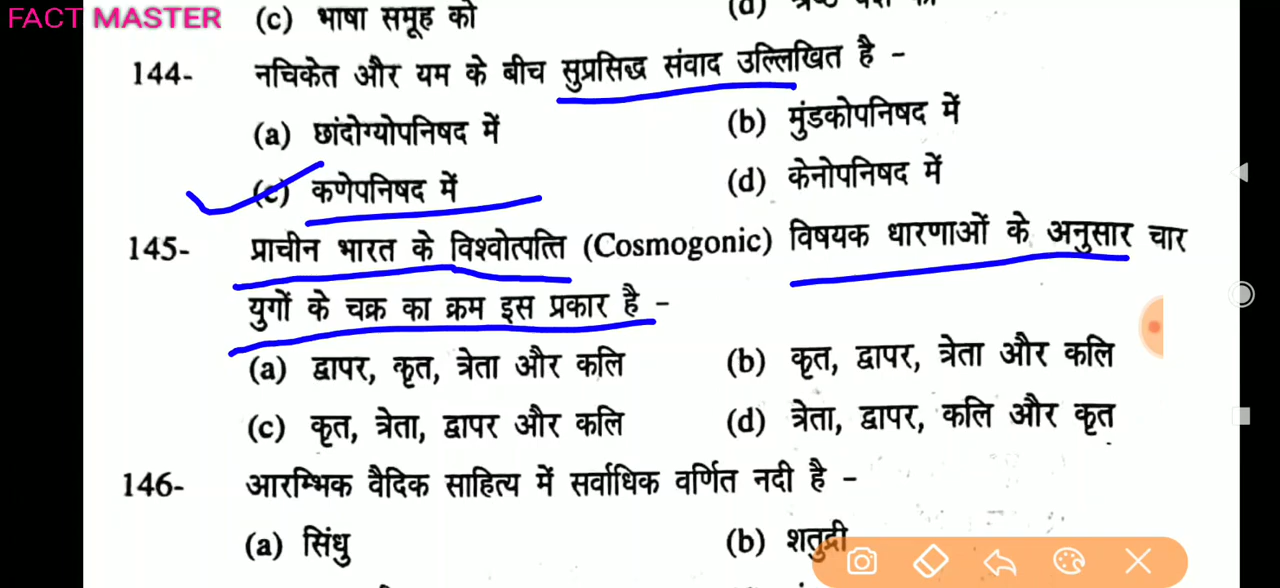 FACT MASTER
(c) भाषा समूह को
(d)
144- नचिकेत और यम के बीच सुप्रसिद्ध संवाद उल्लिखित है -
(a) छांदोग्योपनिषद में (b) मुंडकोपनिषद में
(c) कणेपनिषद में (d) केनोपनिषद में
145- प्राचीन भारत के विश्वोत्पत्ति (Cosmogonic) विषयक धारणाओं के अनुसार चार
युगों के चक्र का क्रम इस प्रकार है -
(a) द्वापर, कृत, त्रेता और कलि (b) कृत, द्वापर, त्रेता और कलि
(c) कृत, त्रेता, द्वापर और कलि (d) त्रेता, द्वापर, कलि और कृत
146- आरम्भिक वैदिक साहित्य में सर्वाधिक वर्णित नदी है -
(a) सिंधु (b) शतुद्री